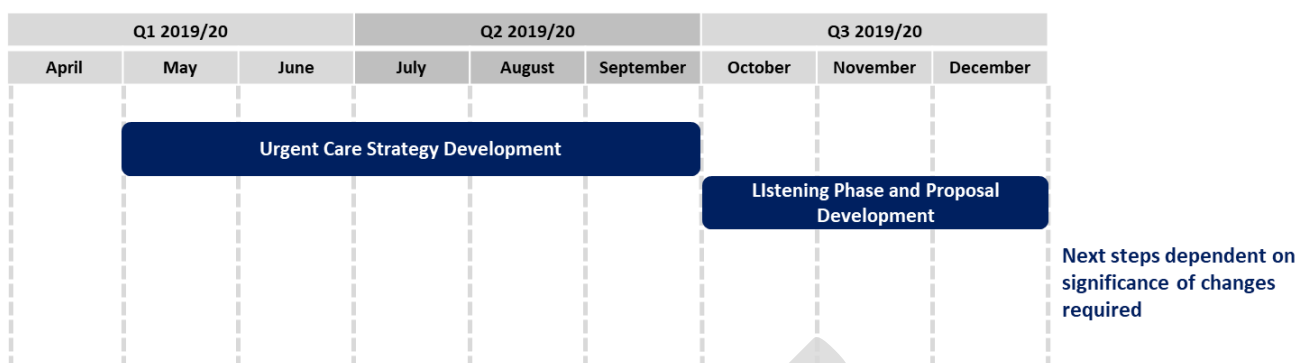 Q1 2019/20 Q2 2019/20 Q3 2019/20
April May June July August September October November December
Urgent Care Strategy Development
LIstening Phase and Proposal
Development
Next steps dependent on
significance of changes
required